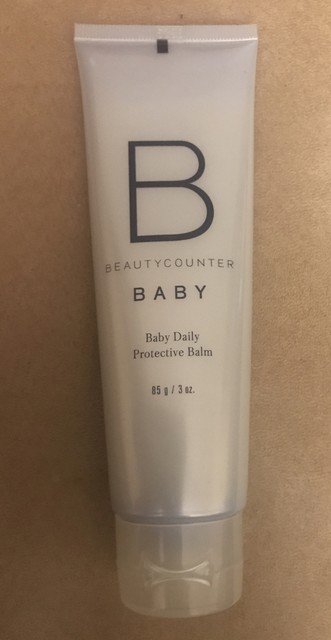 B
BEAUTYCOUNTER
BABY
Baby Daily
Protective Balm
85 g / 3 oz.